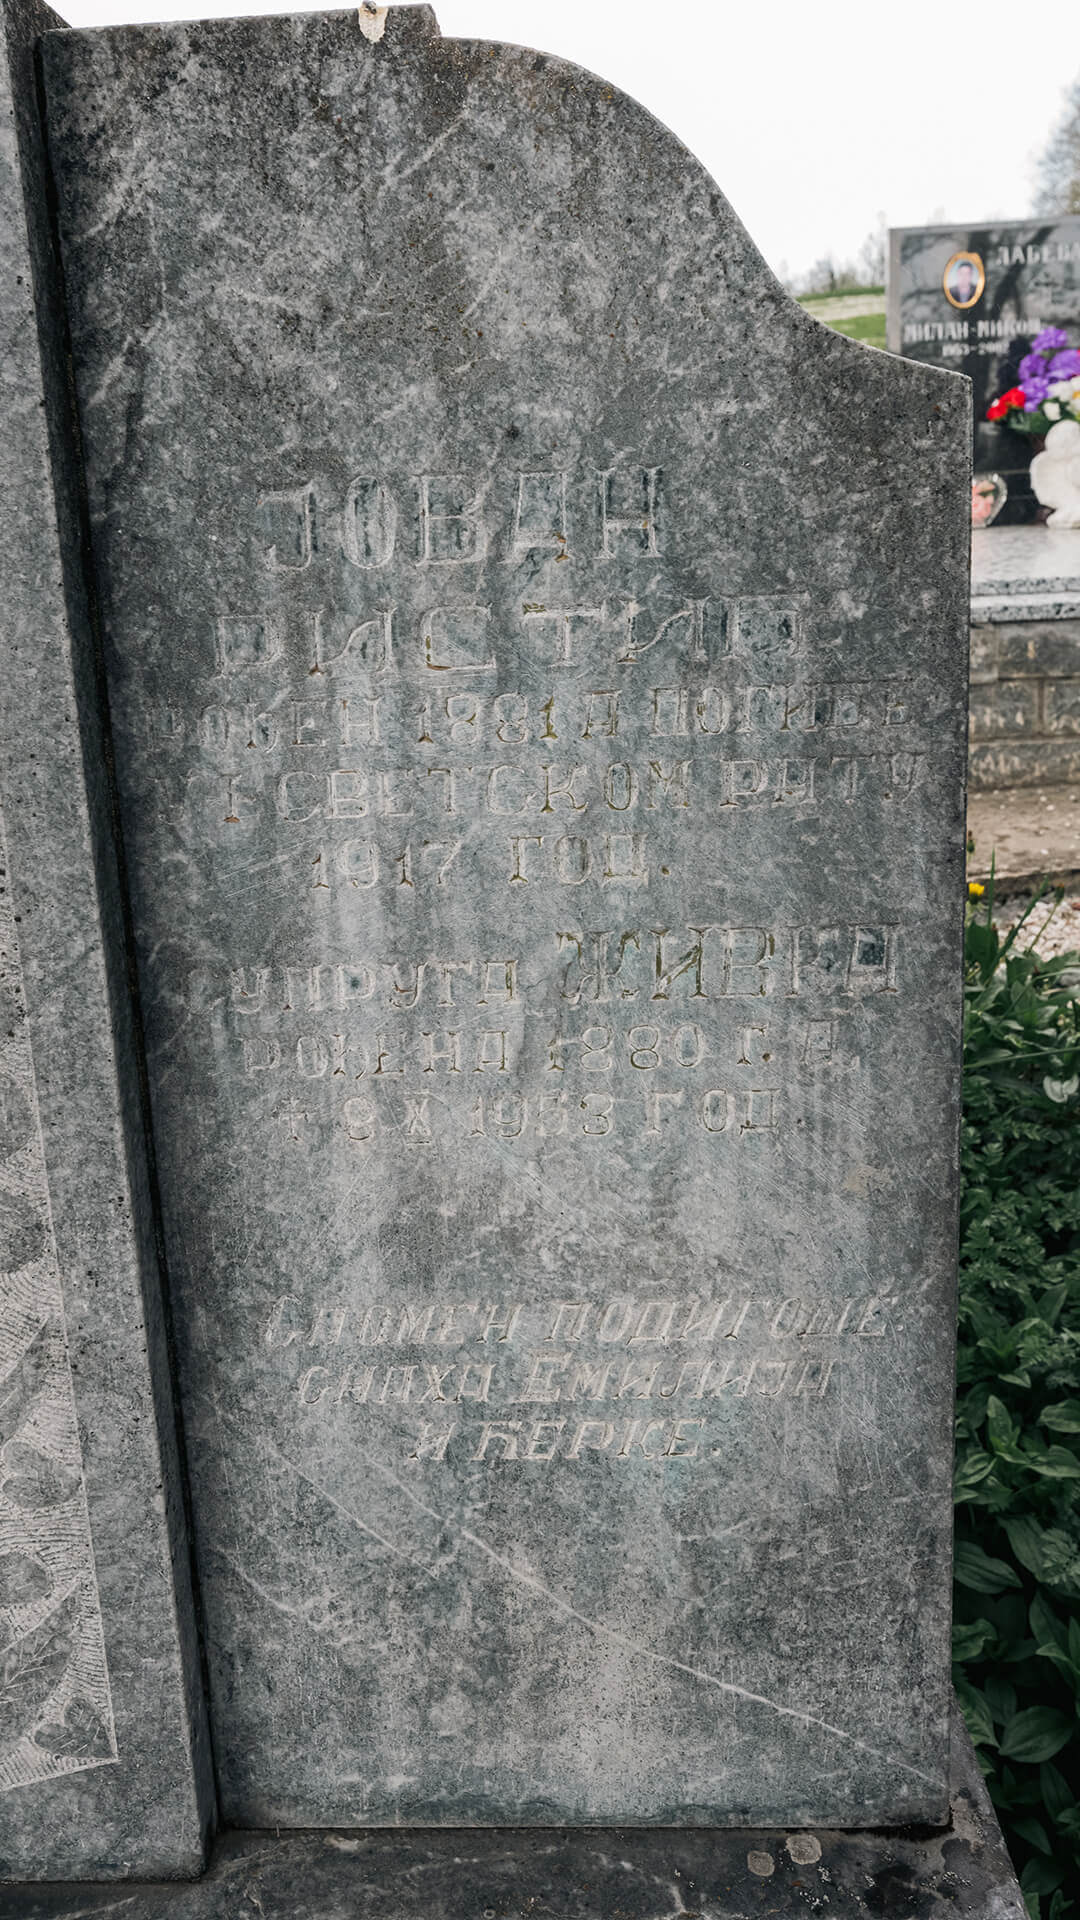 ЈОВАН
РИСТИЋ
РОЂЕН 1881 А ПОГИБЕ
У I СВЕТСКОМ РАТУ
1917 ГОД.
СУПРУГА ЖИВКА
РОЂЕНА 1880 Г. А
+ 9 X 1953 ГОД
СПОМЕН ПОДИГОШЕ.
СНАХА ЕМИЛИЈА
И ЋЕРКЕ.
МИЛАН